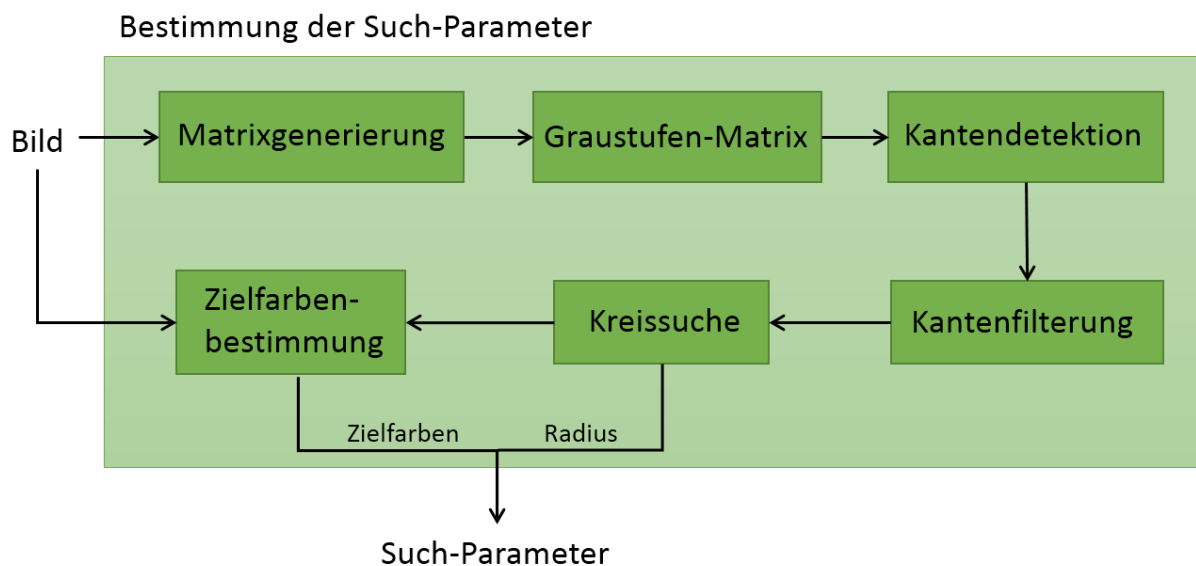 Bestimmung der Such-Parameter
Bild
Matrixgenerierung
Graustufen-Matrix
Kantendetektion
Zielfarben-
bestimmung
Kreissuche
Kantenfilterung
Zielfarben
Radius
Such-Parameter